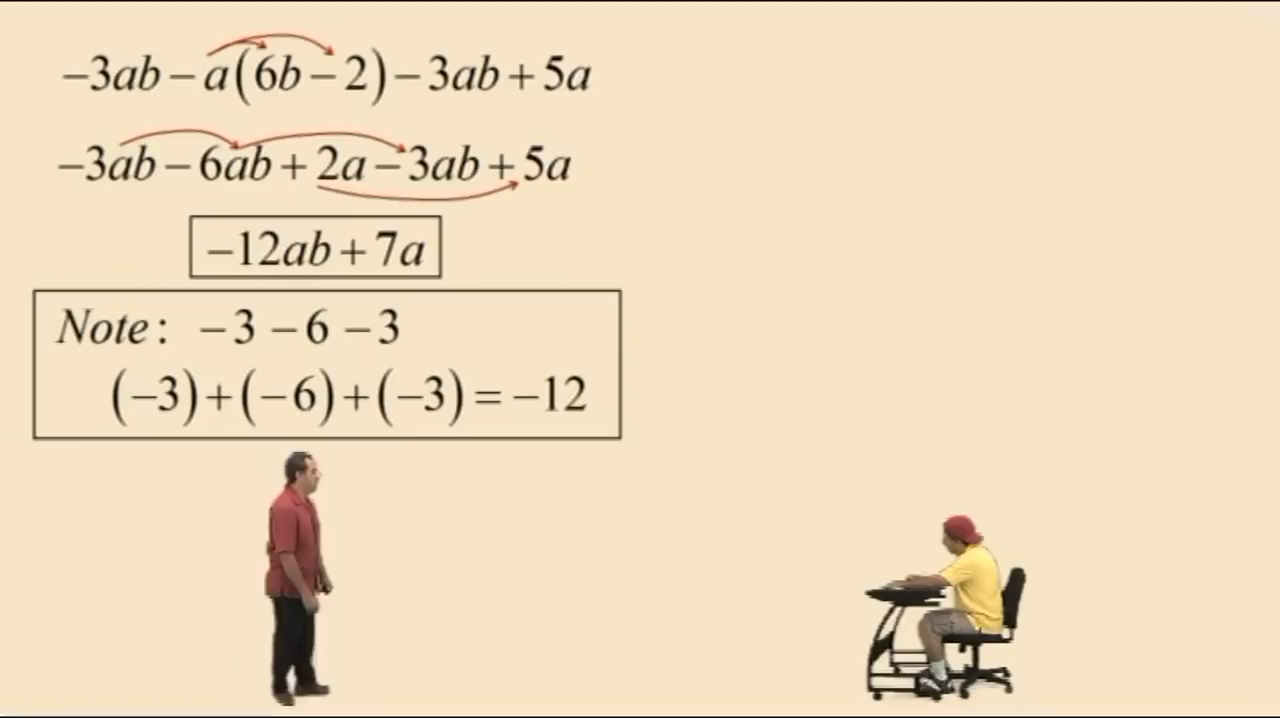 −3ab − a(6b − 2) − 3ab + 5a
−3ab − 6ab + 2a − 3ab + 5a
−12ab + 7a
Note: −3 − 6 − 3
(−3) + (−6) + (−3) = −12